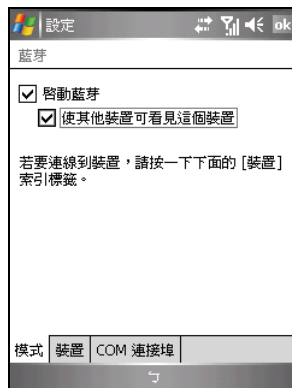 設定
ok
藍芽
啓動藍芽
使其他裝置可看見這個裝置
若要連線到裝置，請按一下下面的 [裝置]
索引標籤。
模式 裝置 COM 連接埠
ㄅ